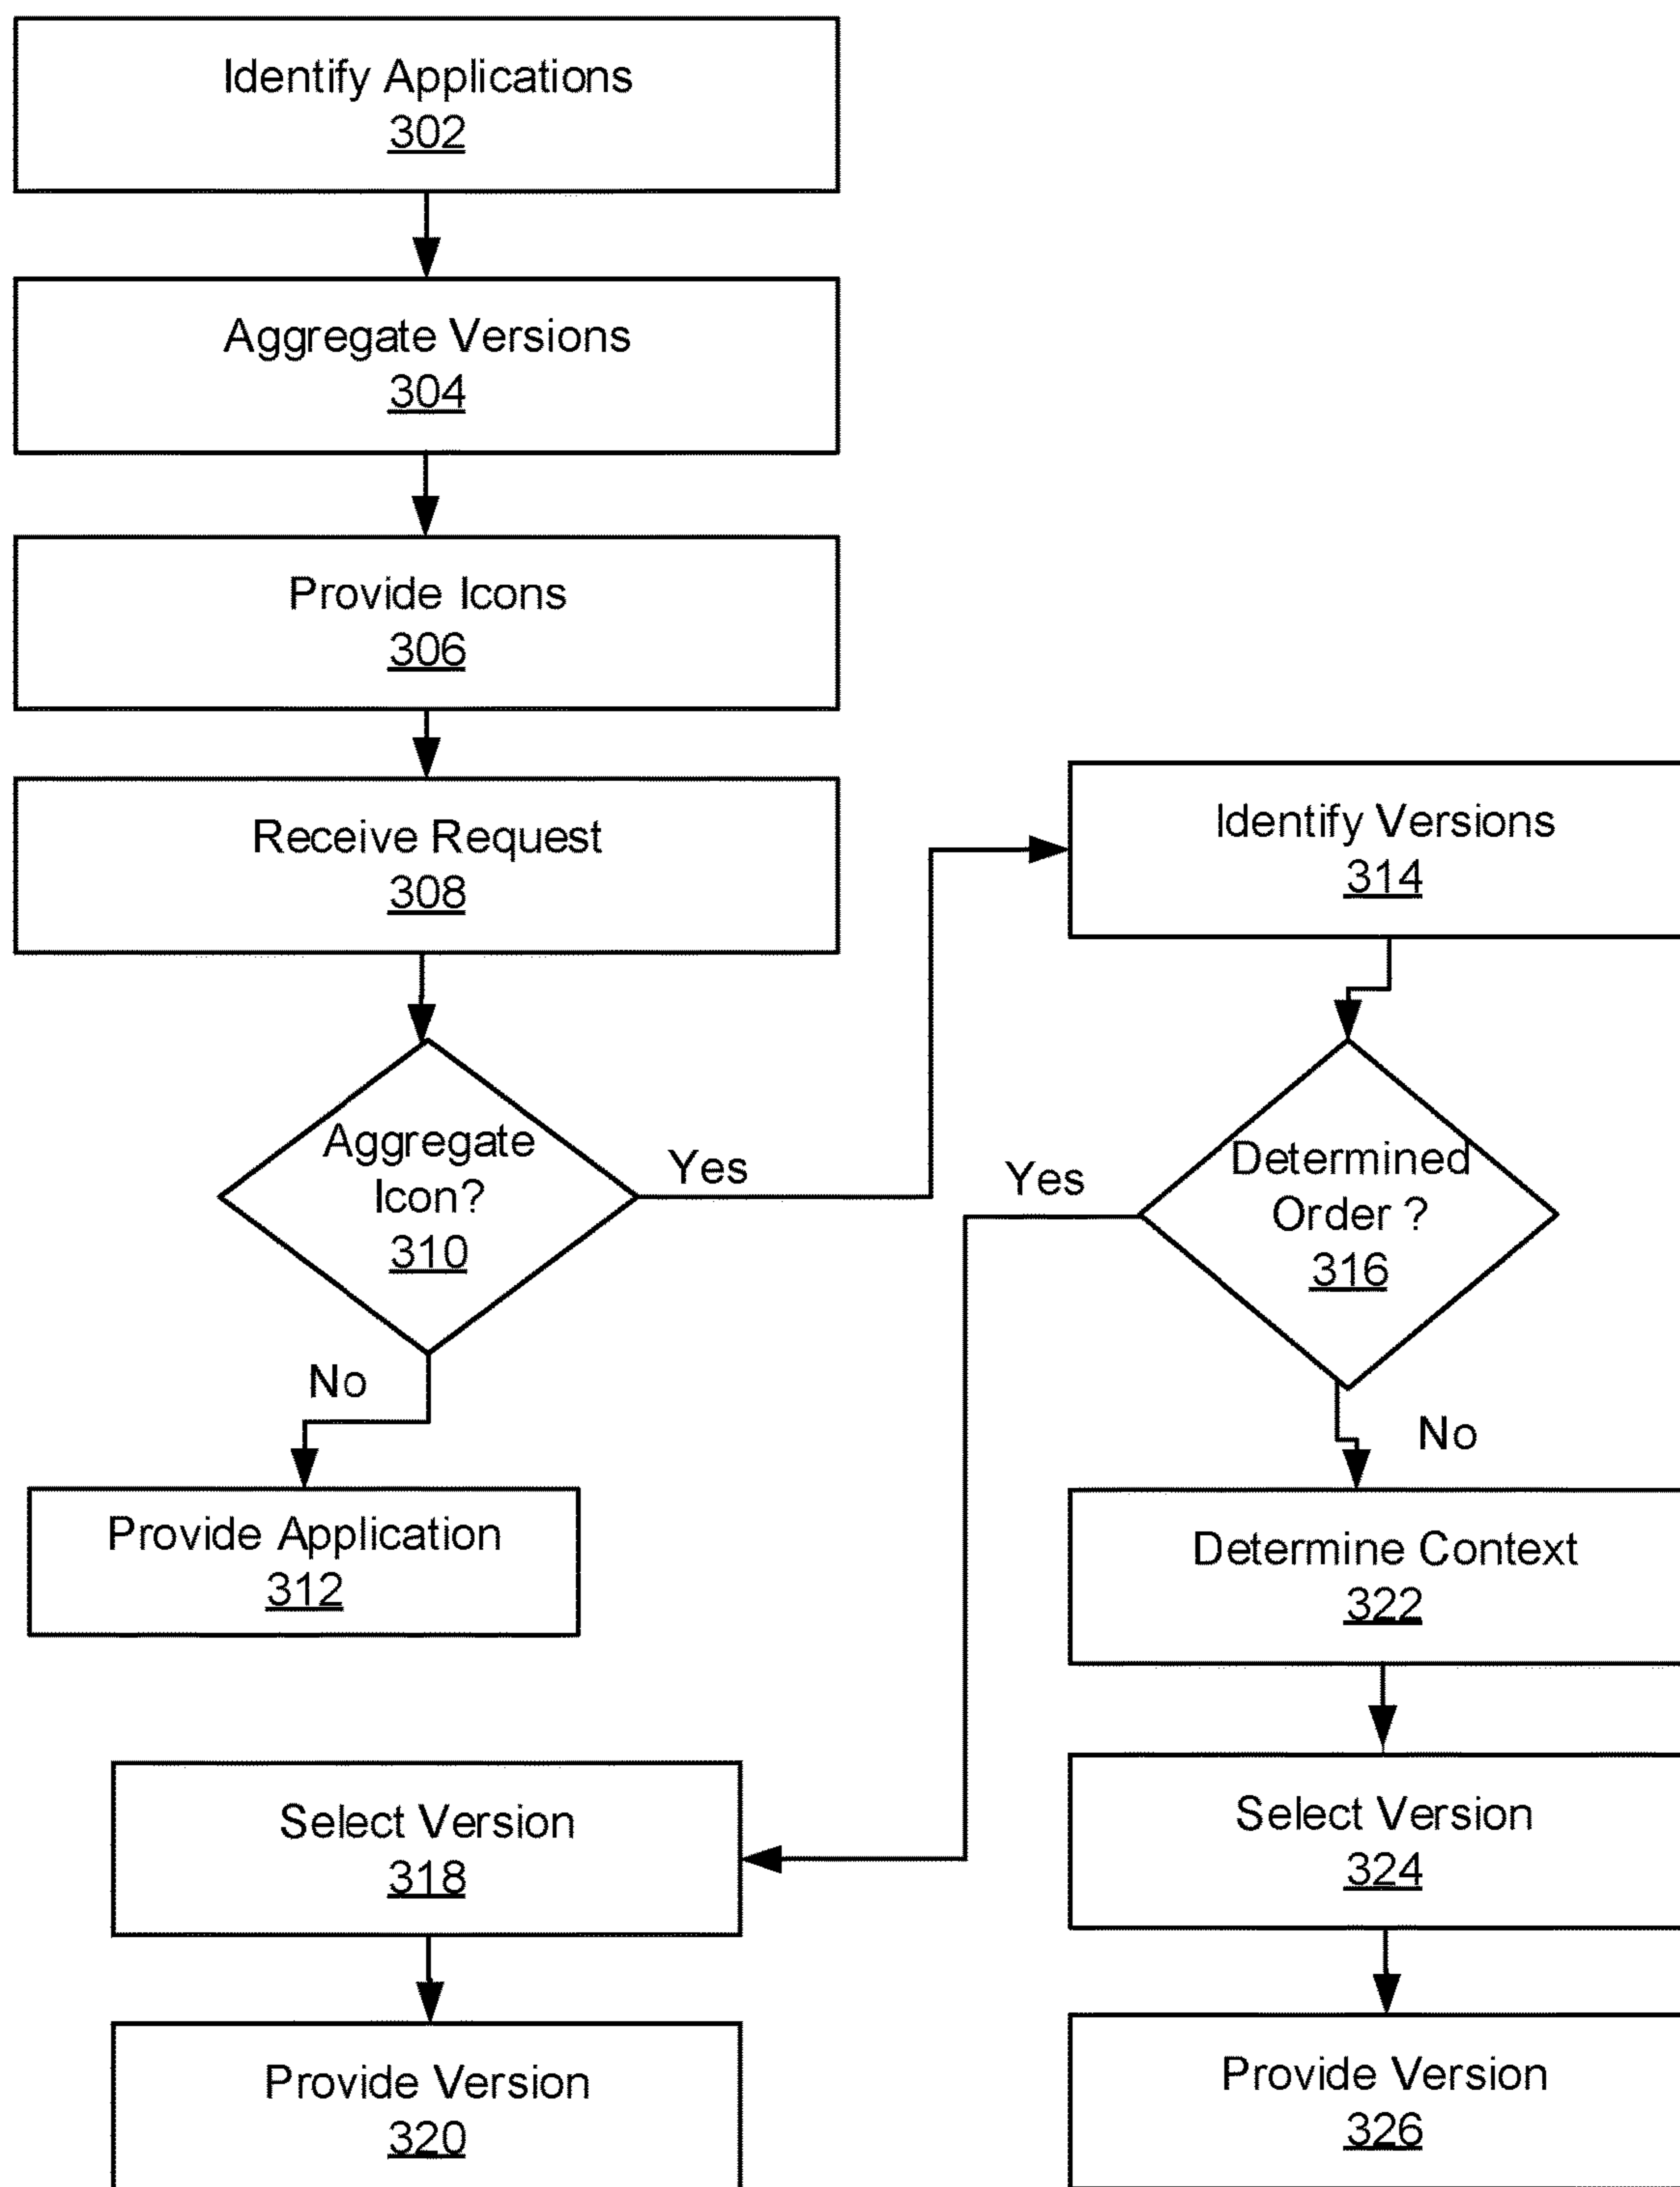 Identify Applications
302
Aggregate Versions
304
Provide Icons
306
Receive Request
308
Aggregate
Icon?
310
Yes
No
Provide Application
312
Identify Versions
314
Determined
Order ?
316
Yes
No
Select Version
318
Provide Version
320
Determine Context
322
Select Version
324
Provide Version
326